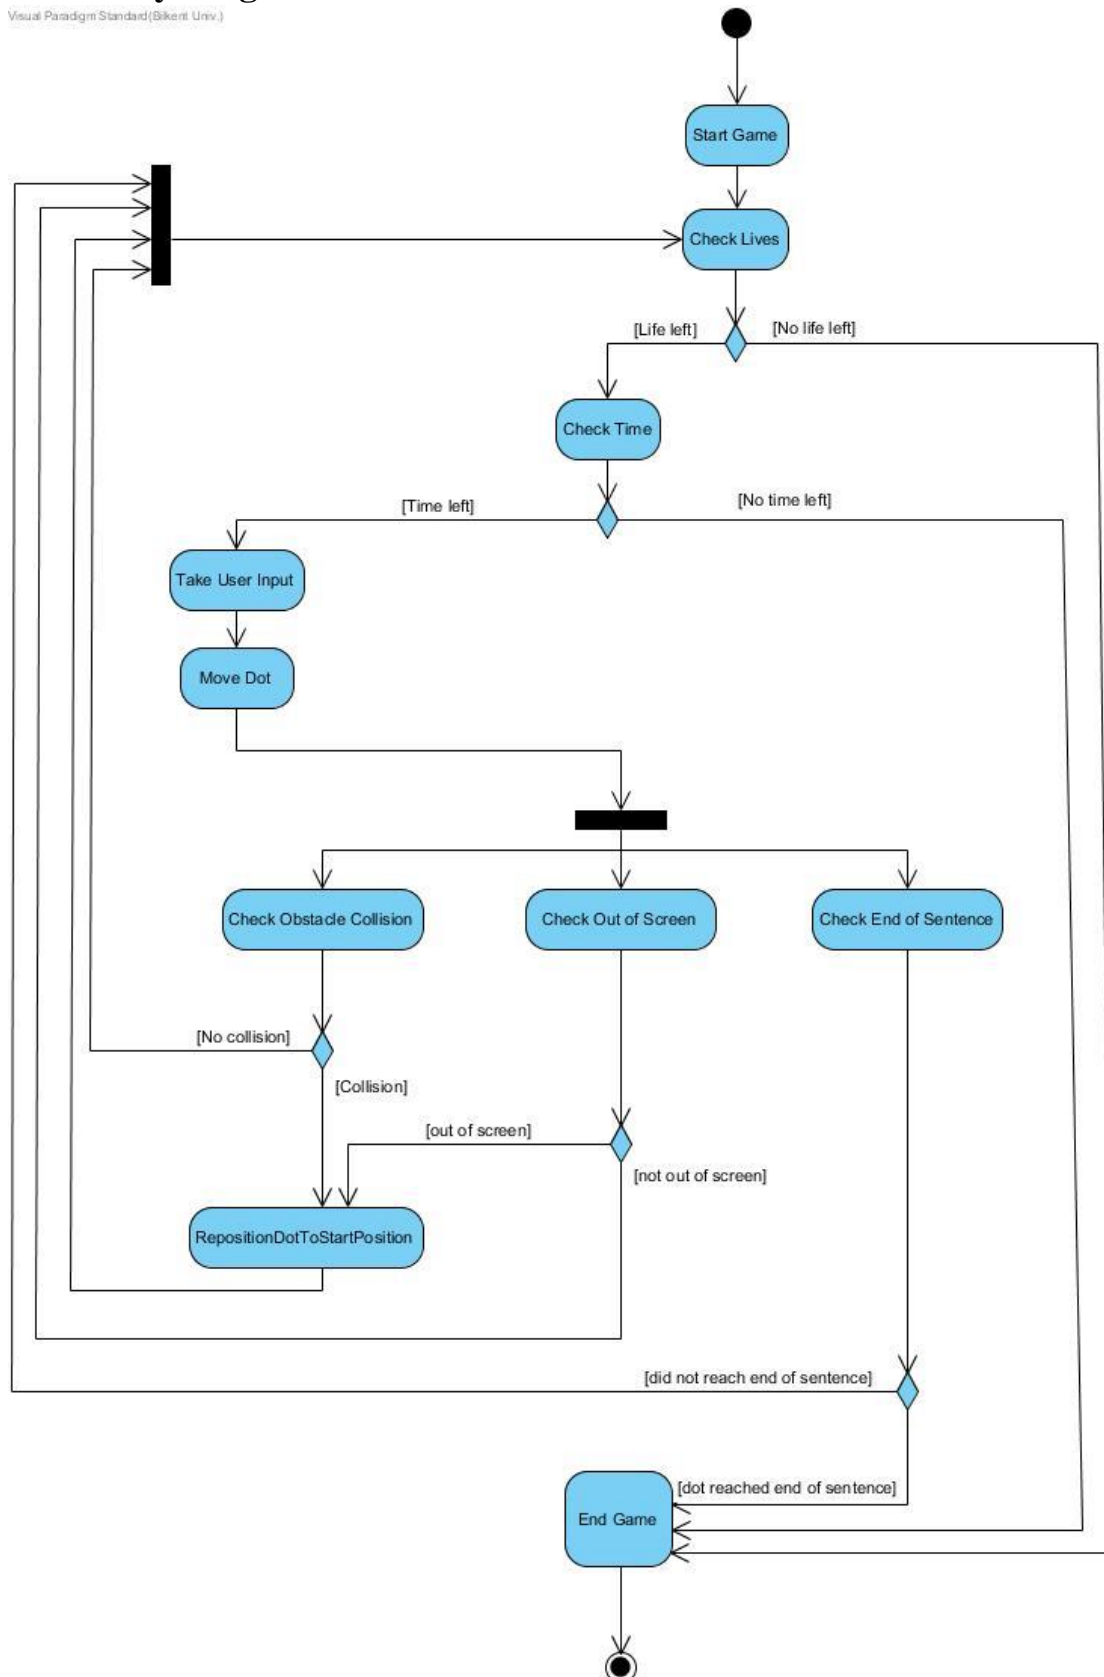 Visual Paradigm Standard(Bilkent Univ.)
Start Game
Check Lives
[Life left]
[No life left]
Check Time
[Time left]
[No time left]
Take User Input
Move Dot
Check Obstacle Collision
Check Out of Screen
Check End of Sentence
[No collision]
[Collision]
[out of screen]
[not out of screen]
RepositionDotToStartPosition
[did not reach end of sentence]
[dot reached end of sentence]
End Game